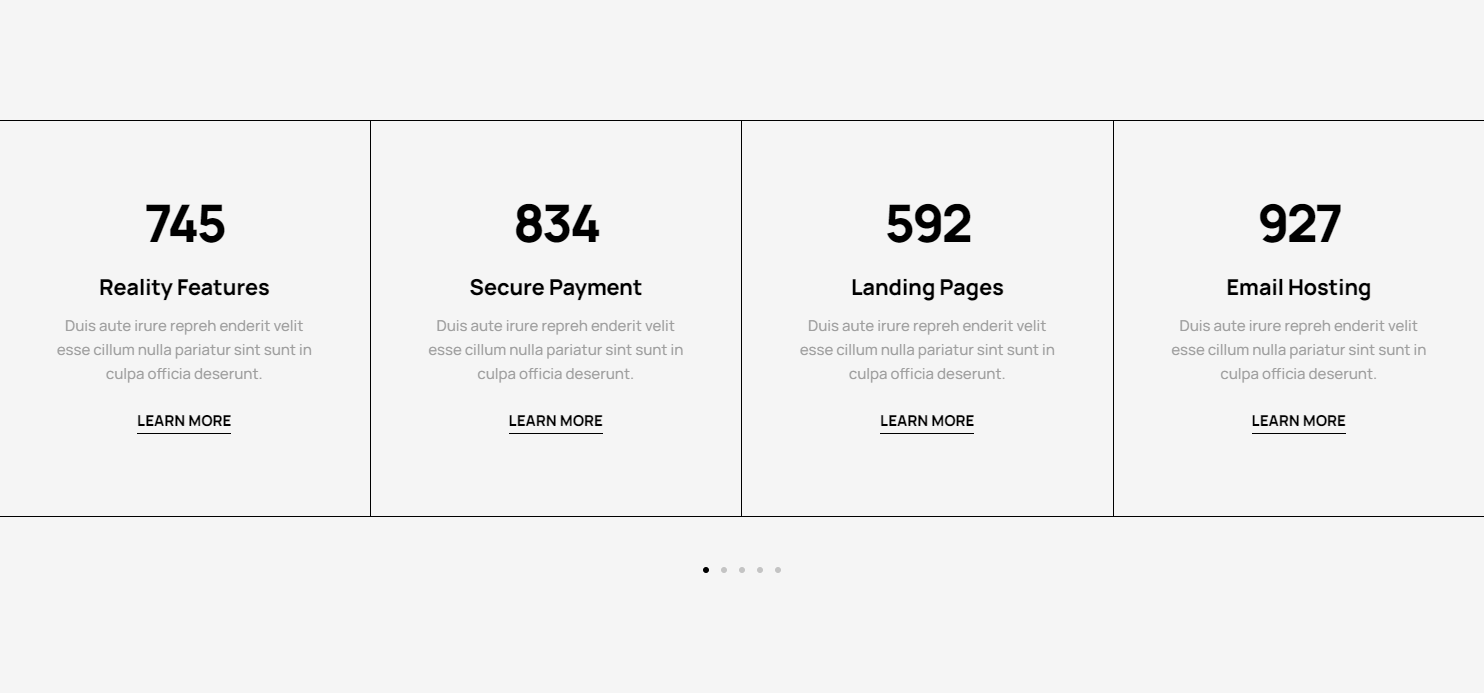 745
Reality Features
Duis aute irure repreh enderit velit
esse cillum nulla pariatur sint sunt in
culpa officia deserunt.
LEARN MORE
834
Secure Payment
Duis aute irure repreh enderit velit
esse cillum nulla pariatur sint sunt in
culpa officia deserunt.
LEARN MORE
592
Landing Pages
Duis aute irure repreh enderit velit
esse cillum nulla pariatur sint sunt in
culpa officia deserunt.
LEARN MORE
927
Email Hosting
Duis aute irure repreh enderit velit
esse cillum nulla pariatur sint sunt in
culpa officia deserunt.
LEARN MORE